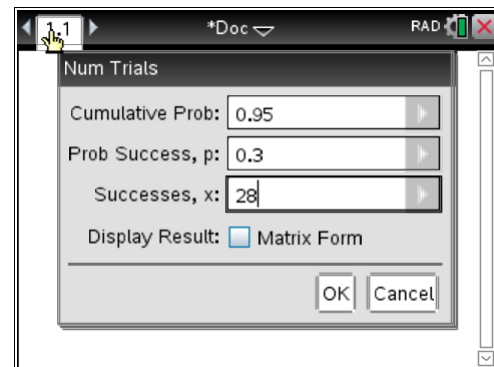 1.1 *Doc RAD
Num Trials
Cumulative Prob: 0.95
Prob Success, p: 0.3
Successes, x: 28
Display Result: Matrix Form
OK Cancel